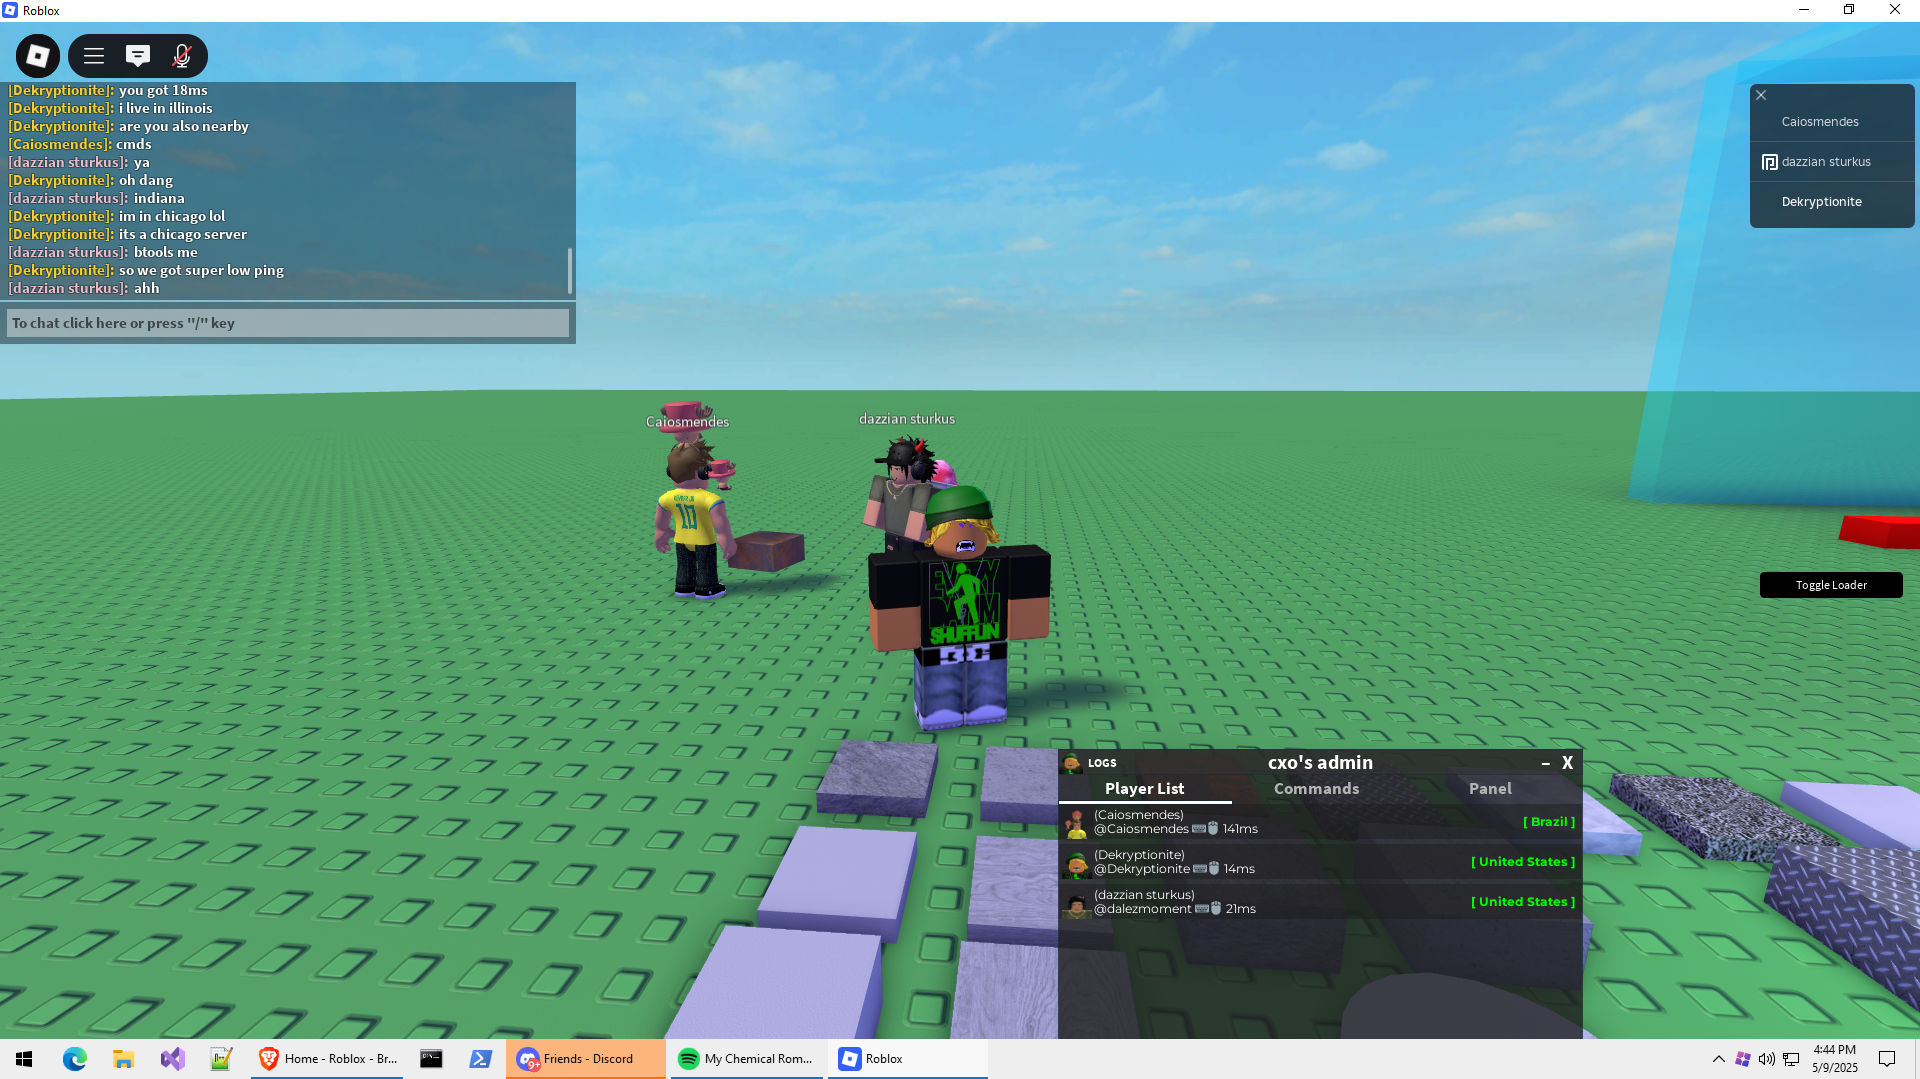 Roblox
[Dekryptionite]: you got 18ms
[Dekryptionite]: i live in illinois
[Dekryptionite]: are you also nearby
[Caiosmendes]: cmds
[dazzian sturkus]: ya
[Dekryptionite]: oh dang
[dazzian sturkus]: indiana
[Dekryptionite]: im in chicago lol
[Dekryptionite]: its a chicago server
[dazzian sturkus]: btools me
[Dekryptionite]: so we got super low ping
[dazzian sturkus]: ahh
To chat click here or press "/" key
Caiosmendes
dazzian sturkus
Dekryptionite
Caiosmendes
dazzian sturkus
10
SHUFFLIN
Toggle Loader
LOGS
cxo's admin
– X
Player List
Commands
Panel
(Caiosmendes)
@Caiosmendes 141ms
[ Brazil ]
(Dekryptionite)
@Dekryptionite 14ms
[ United States ]
(dazzian sturkus)
@dalezmoment 21ms
[ United States ]
Home - Roblox - Br...
9+
Friends - Discord
My Chemical Rom...
Roblox
4:44 PM
5/9/2025